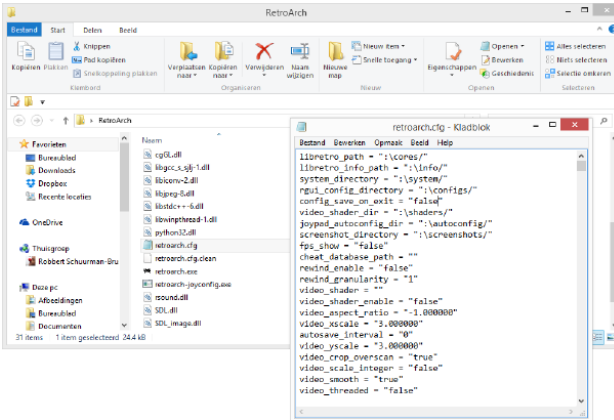 RetroArch
Bestand Start Delen Beeld
Kopiëren Plakken
Knippen
Pad kopiëren
Snelkoppeling plakken
Klembord
Verplaatsen naar
Kopiëren naar
Verwijderen
Naam wijzigen
Organiseren
Nieuwe map
Nieuw item
Snelle toegang
Nieuw
Eigenschappen
Openen
Bewerken
Geschiedenis
Openen
Alles selecteren
Niets selecteren
Selectie omkeren
Selecteren
RetroArch
Favorieten
Bureaublad
Downloads
Dropbox
Recente locaties
OneDrive
Thuisgroep
Robbert Schuurman-Bru
Deze pc
Afbeeldingen
Bureaublad
Documenten
Naam
cgGL.dll
libgcc_s_sjlj-1.dll
libiconv-2.dll
libjpeg-8.dll
libstdc++-6.dll
libwinpthread-1.dll
python32.dll
retroarch.cfg
retroarch.cfg.clean
retroarch.exe
retroarch-joyconfig.exe
rsound.dll
SDL.dll
SDL_image.dll
31 items 1 item geselecteerd 24,4 kB
retroarch.cfg - Kladblok
Bestand Bewerken Opmaak Beeld Help
libretro_path = ":\cores/"
libretro_info_path = ":\info/"
system_directory = ":\system/"
rgui_config_directory = ":\configs/"
config_save_on_exit = "false"
video_shader_dir = ":\shaders/"
joypad_autoconfig_dir = ":\autoconfig/"
screenshot_directory = ":\screenshots/"
fps_show = "false"
cheat_database_path = ""
rewind_enable = "false"
rewind_granularity = "1"
video_shader = ""
video_shader_enable = "false"
video_aspect_ratio = "-1.000000"
video_xscale = "3.000000"
autosave_interval = "0"
video_yscale = "3.000000"
video_crop_overscan = "true"
video_scale_integer = "false"
video_smooth = "true"
video_threaded = "false"